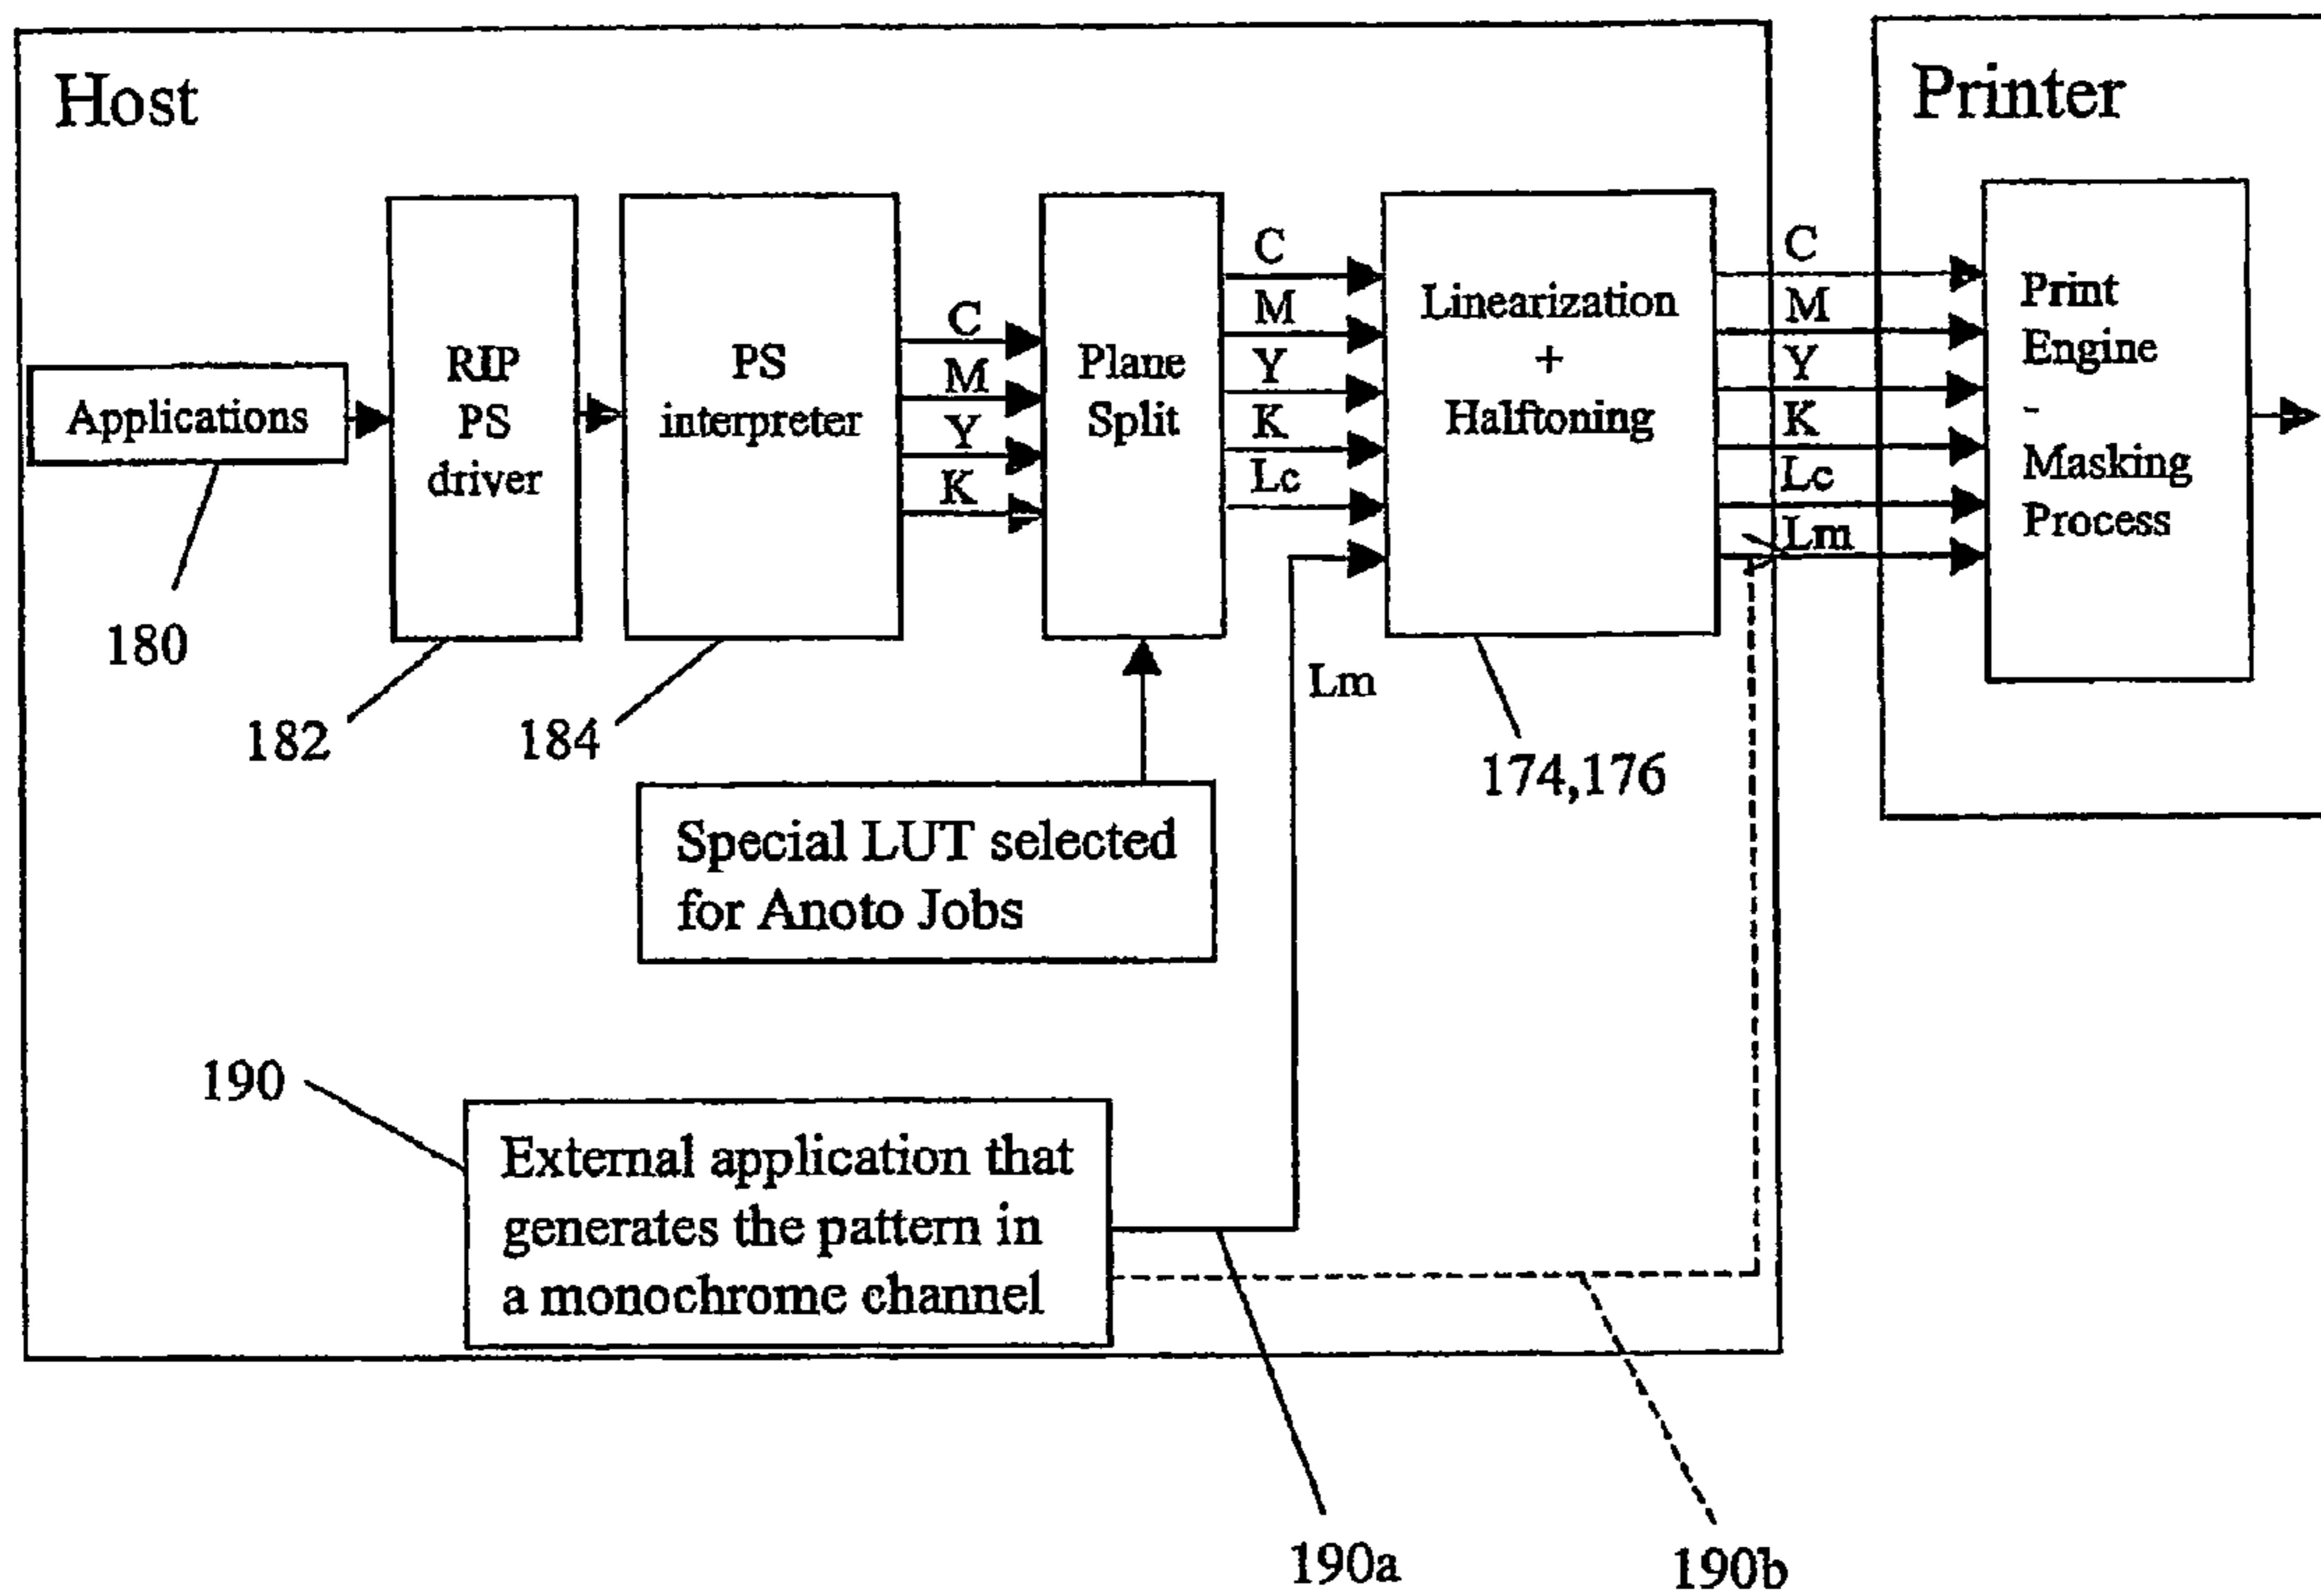 Host
Printer
Applications
RIP
PS
driver
PS
interpreter
C
M
Y
K
Plane
Split
C
M
Y
K
Lc
Lm
Linearization
+
Halftoning
C
M
Y
K
Lc
Lm
Print
Engine
-
Masking
Process
180
182
184
174,176
Special LUT selected
for Anoto Jobs
190
External application that
generates the pattern in
a monochrome channel
190a
190b